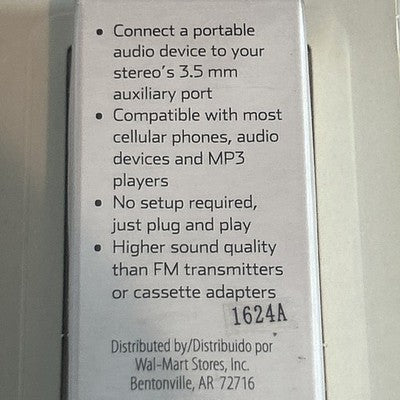 • Connect a portable
audio device to your
stereo's 3.5 mm
auxiliary port
• Compatible with most
cellular phones, audio
devices and MP3
players
• No setup required,
just plug and play
• Higher sound quality
than FM transmitters
or cassette adapters
1624A
Distributed by/Distribuido por
Wal-Mart Stores, Inc.
Bentonville, AR 72716